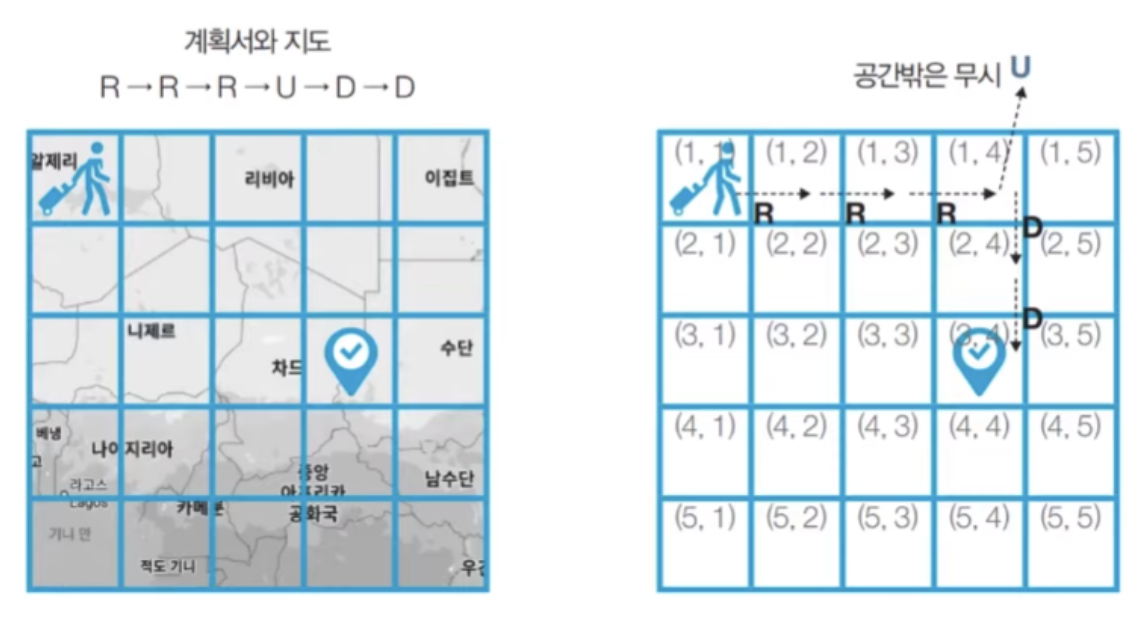 계획서와 지도
R→R→R→U→D→D
알제리
리비아
이집트
니제르
차드
수단
베냉
나이지리아
고
라고스
Lagos
중앙
아프리카
공화국
남수단
카메룬
기니 만
적도 기니
우간
공간밖은 무시 U
(1, 1) (1, 2) (1, 3) (1, 4) (1, 5)
R R R D
(2, 1) (2, 2) (2, 3) (2, 4) (2, 5)
D
(3, 1) (3, 2) (3, 3) (3, 4) (3, 5)
(4, 1) (4, 2) (4, 3) (4, 4) (4, 5)
(5, 1) (5, 2) (5, 3) (5, 4) (5, 5)